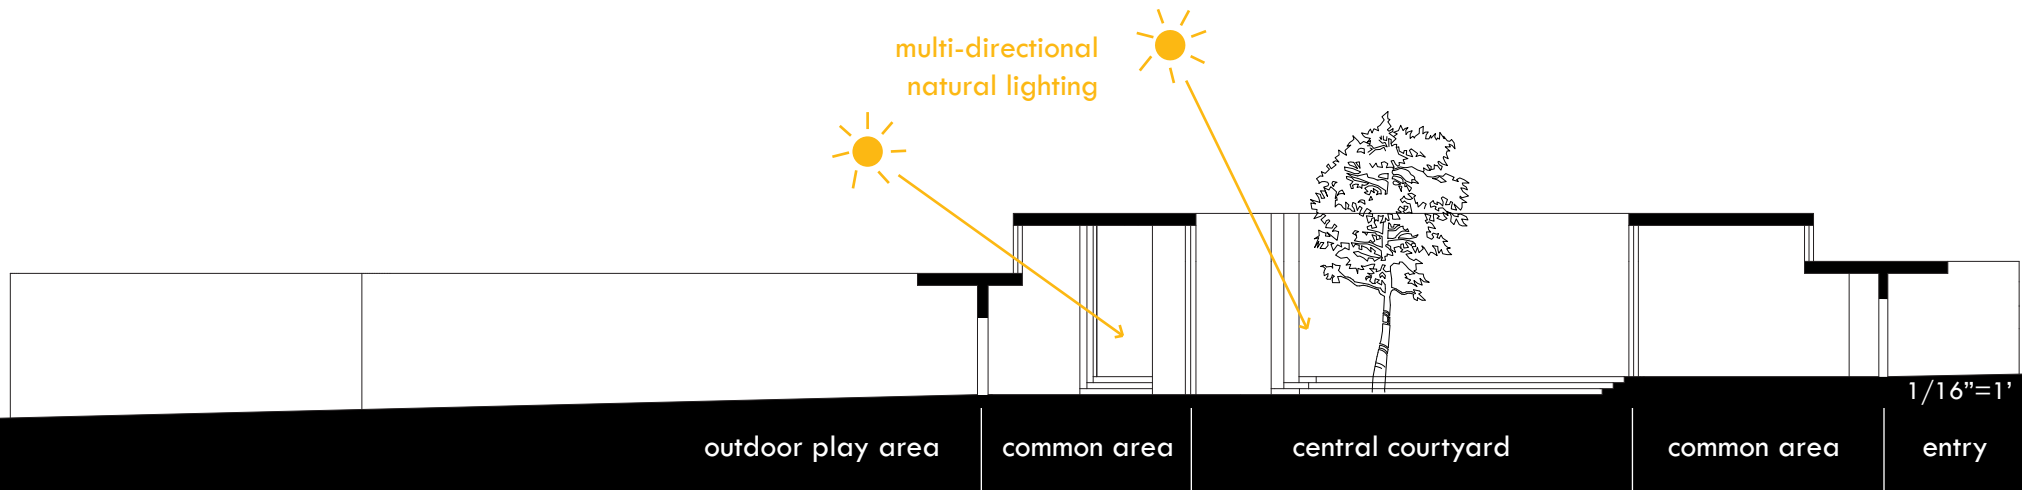 multi-directional
natural lighting
1/16”=1’
outdoor play area
common area
central courtyard
common area
entry